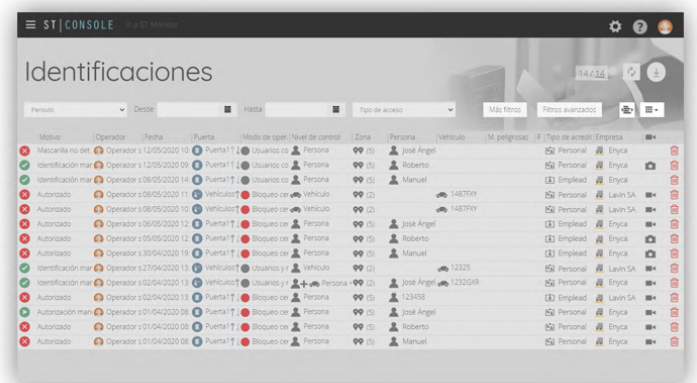 ST|CONSOLE Ir a ST Monitor
Identificaciones
14 / 14
Periodo Desde Hasta Tipo de acceso Más filtros Filtros avanzados
Motivo Operador Fecha Puerta Modo de oper. Nivel de control Zona Persona Vehículo M. peligrosas Tipo de acredit Empresa
Mascarilla no det. Operador s 12/05/2020 10: Puerta1 Usuarios co Persona (5) José Ángel Personal Enyca
Identificación mar Operador s 12/05/2020 09: Puerta1 Usuarios co Persona (5) Roberto Personal Enyca
Identificación mar Operador s 08/05/2020 14: Puerta1 Usuarios co Persona (5) Manuel Emplead Enyca
Autorizado Operador s 08/05/2020 11: Vehículos Bloqueo cer Vehículo (2) 1487FXY Personal Lavin SA
Autorizado Operador s 08/05/2020 10: Vehículos Bloqueo cer Vehículo (2) 1487FXY Personal Lavin SA
Autorizado Operador s 06/05/2020 12: Puerta1 Bloqueo cer Persona (5) José Ángel Emplead Enyca
Autorizado Operador s 05/05/2020 12: Puerta1 Bloqueo cer Persona (5) Roberto Emplead Enyca
Autorizado Operador s 30/04/2020 19: Puerta1 Bloqueo cer Persona (5) Manuel Emplead Enyca
Identificación mar Operador s 27/04/2020 13: Vehículos Usuarios y r Vehículo (2) 12325 Personal Lavin SA
Identificación mar Operador s 02/04/2020 13: Vehículos Usuarios y r Persona + (2) José Ángel 1232GXR Personal Enyca
Autorizado Operador s 02/04/2020 13: Puerta1 Bloqueo cer Persona (5) 123456 Emplead Lavin SA
Autorización man Operador s 01/04/2020 08: Puerta1 Bloqueo cer Persona (5) José Ángel Personal Enyca
Autorizado Operador s 01/04/2020 08: Puerta1 Bloqueo cer Persona (5) Roberto Personal Enyca
Autorizado Operador s 01/04/2020 08: Puerta1 Bloqueo cer Persona (5) Manuel Personal Enyca